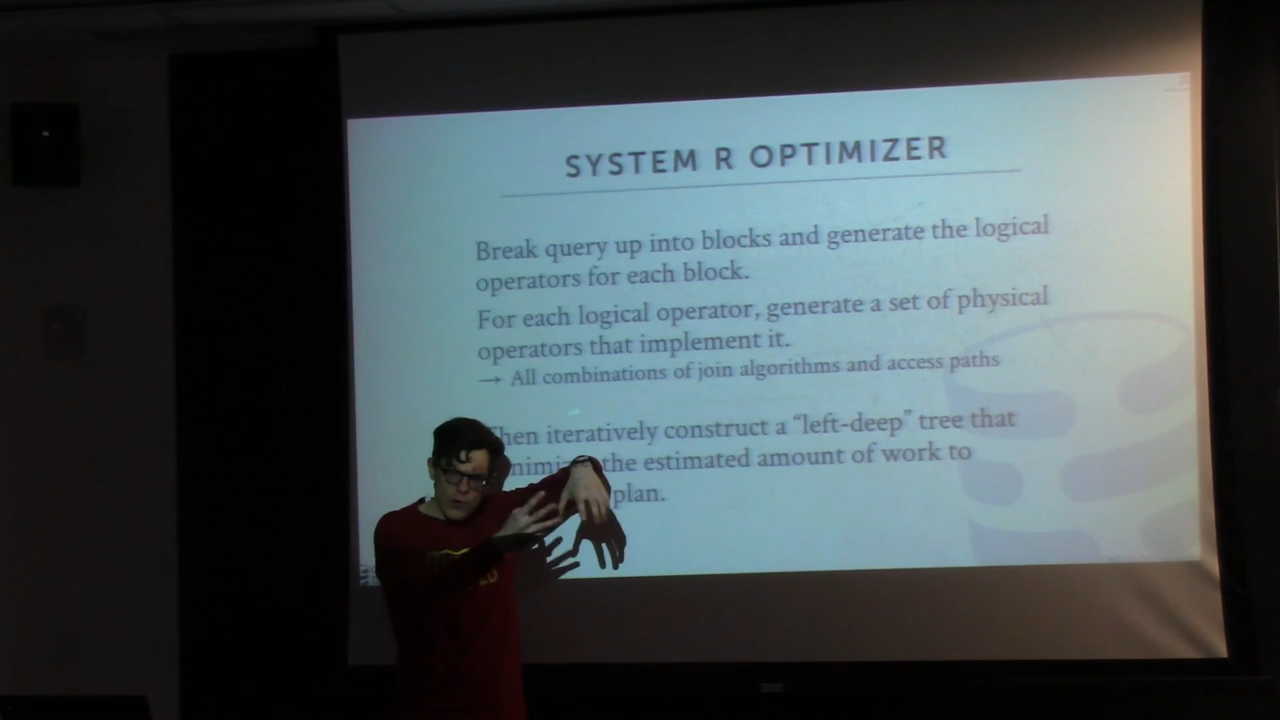 SYSTEM R OPTIMIZER
Break query up into blocks and generate the logical
operators for each block.
For each logical operator, generate a set of physical
operators that implement it.
→ All combinations of join algorithms and access paths
Then iteratively construct a “left-deep” tree that
the estimated amount of work to
plan.